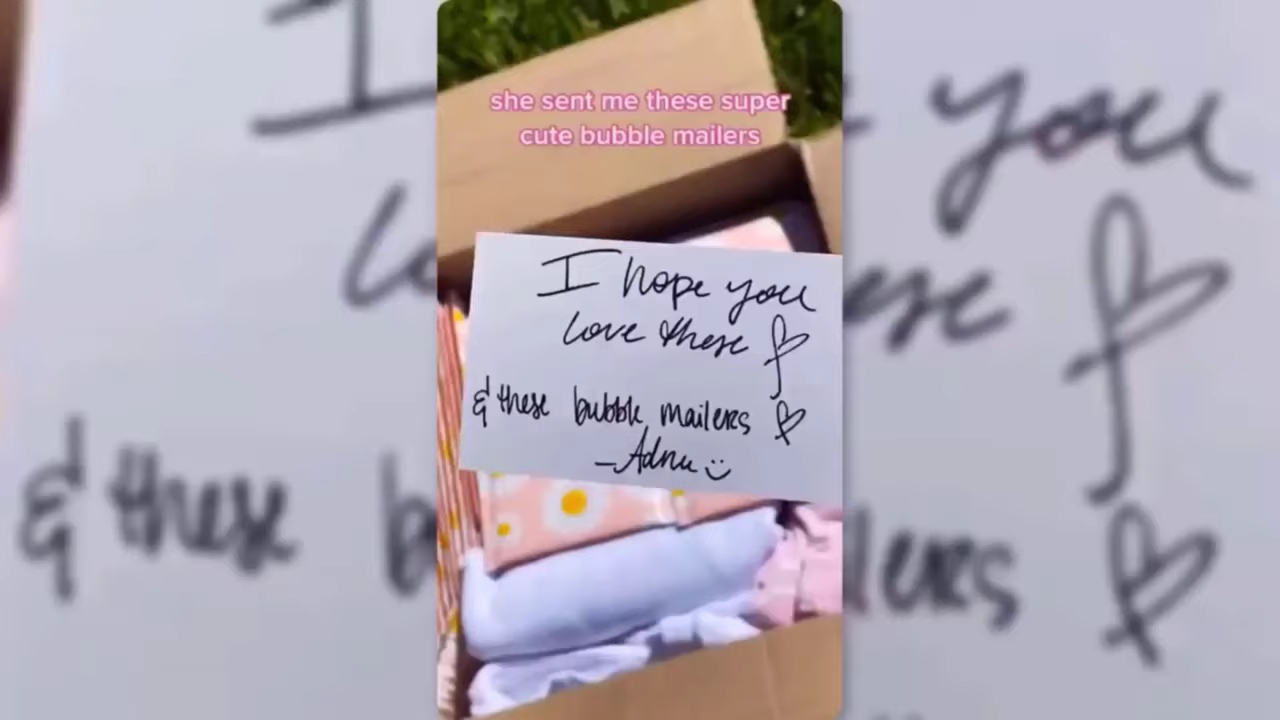 she sent me these super
cute bubble mailers
I hope you
love these
& these bubble mailers